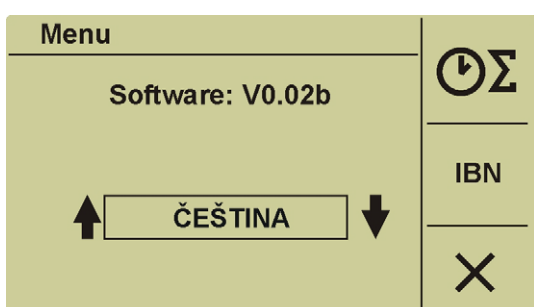 Menu
Σ
Software: V0.02b
IBN
ČEŠTINA